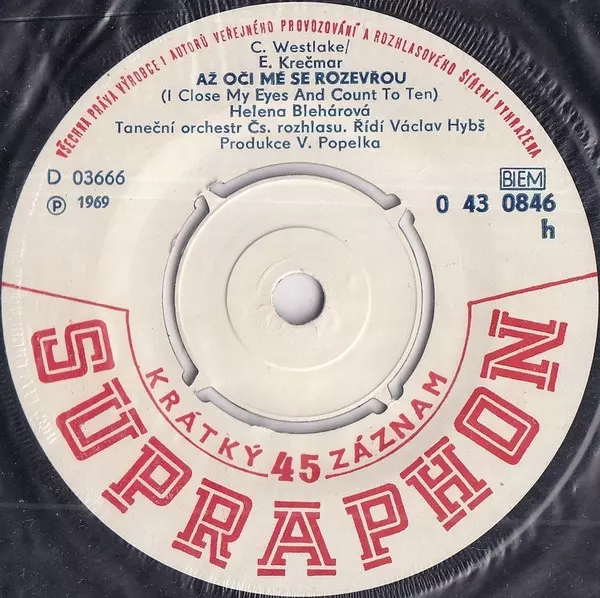 VŠECHNA PRÁVA VÝROBCE I AUTORŮ VEŘEJNÉHO PROVOZOVÁNÍ A ROZHLASOVÉHO ŠÍŘENÍ VYHRAŽENA
C. Westlake/
E. Krečmar
AŽ OČI MÉ SE ROZEVŘOU
(I Close My Eyes And Count To Ten)
Helena Blehárová
Taneční orchestr Čs. rozhlasu. Řídí Václav Hybš
Produkce V. Popelka
D 03666
Ⓟ 1969
BIEM
0 43 0846
h
KRÁTKÝ 45 ZÁZNAM
SUPRAPHON